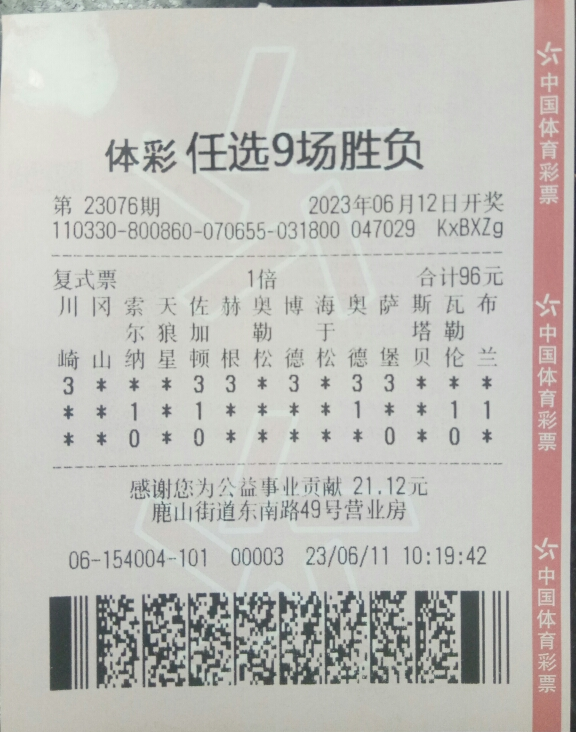 体彩 任选9场胜负
第 23076期 2023年06月12日开奖
110330-800860-070655-031800 047029 KxBXZg
复式票 1倍 合计96元
川 冈 索 天 佐 赫 奥 博 海 奥 萨 斯 瓦 布
尔 狼 加 勒 于 塔 勒
崎 山 纳 星 顿 根 松 德 松 德 堡 贝 伦 兰
3 * * * 3 3 * 3 * 3 3 * * *
* * 1 * 1 * * * * 1 * * 1 1
* * 0 * 0 * * * * * 0 * 0 *
感谢您为公益事业贡献 21.12元
鹿山街道东南路49号营业房
06-154004-101 00003 23/06/11 10:19:42
中国体育彩票
中国体育彩票
中国体育彩票